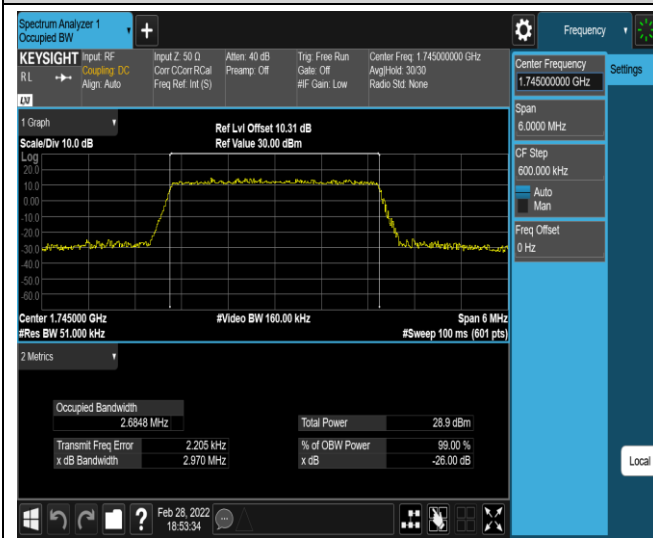 Spectrum Analyzer 1
Occupied BW
+
Frequency
KEYSIGHT
Input: RF
Coupling: DC
Align: Auto
RL
LXI
Input Z: 50 Ω
Corr CCorr RCal
Freq Ref: Int (S)
Atten: 40 dB
Preamp: Off
Trig: Free Run
Gate: Off
#IF Gain: Low
Center Freq: 1.745000000 GHz
Avg|Hold: 30/30
Radio Std: None
Center Frequency
1.745000000 GHz
Settings
Span
6.0000 MHz
CF Step
600.000 kHz
Auto
Man
Freq Offset
0 Hz
1 Graph
Scale/Div 10.0 dB
Ref Lvl Offset 10.31 dB
Ref Value 30.00 dBm
Log
20.0
10.0
0.00
-10.0
-20.0
-30.0
-40.0
-50.0
-60.0
Center 1.745000 GHz
#Video BW 160.00 kHz
Span 6 MHz
#Res BW 51.000 kHz
#Sweep 100 ms (601 pts)
2 Metrics
Occupied Bandwidth
2.6848 MHz
Total Power 28.9 dBm
Transmit Freq Error 2.205 kHz
% of OBW Power 99.00 %
x dB Bandwidth 2.970 MHz
x dB -26.00 dB
Local
?
Feb 28, 2022
18:53:34